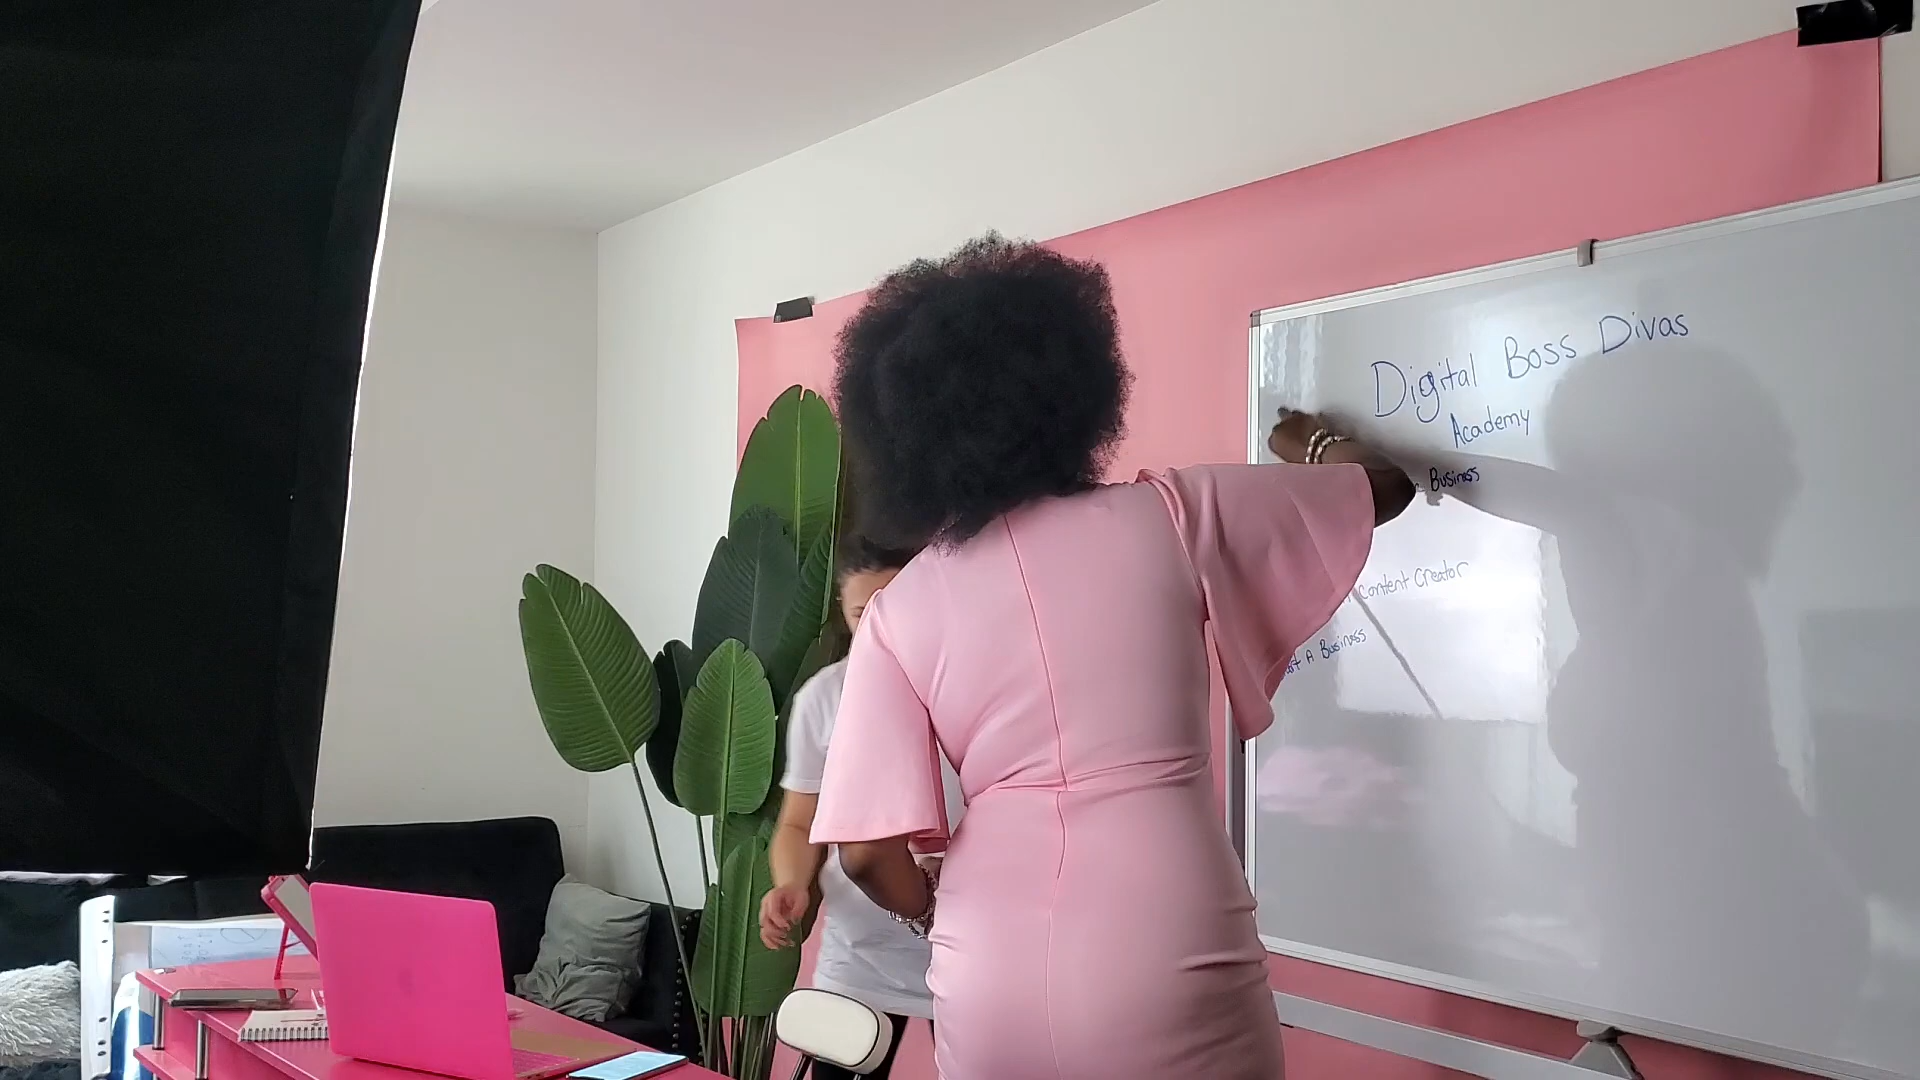 Digital Boss Divas
Academy
Business
Content Creator
A Business